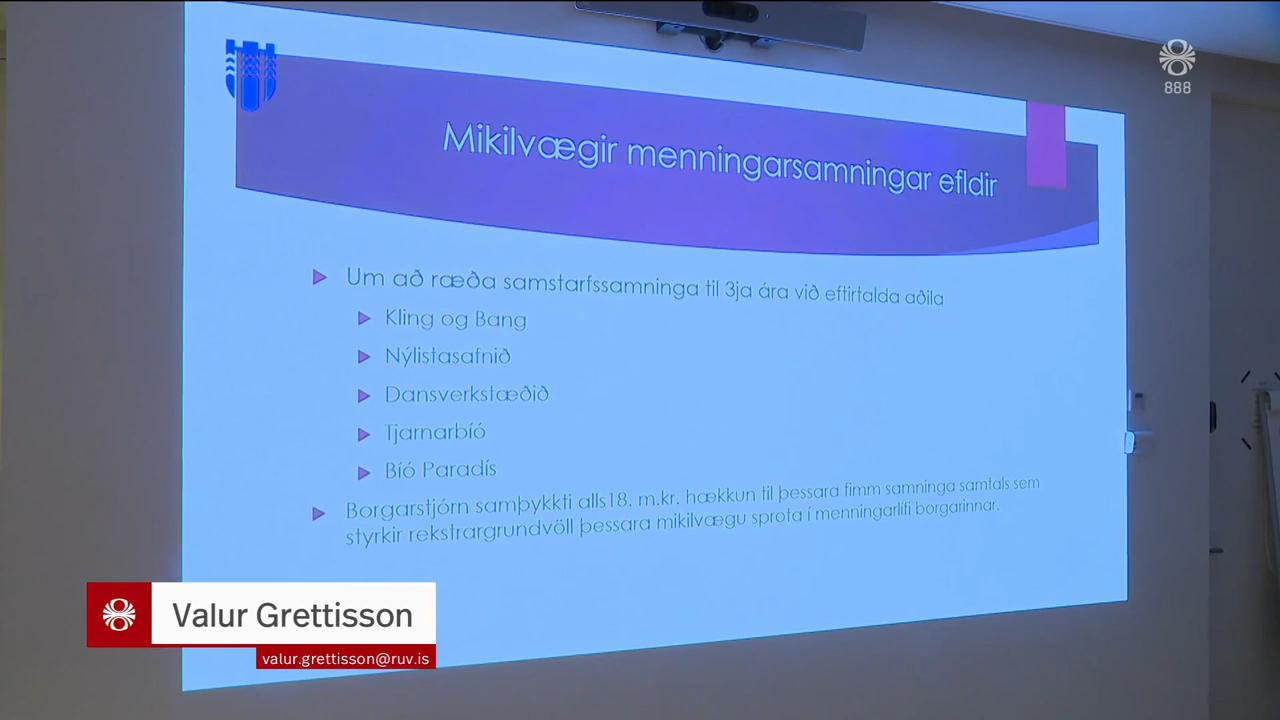 888
Mikilvægir menningarsamningar efldir
Um að ræða samstarfssamninga til 3ja ára við eftirtalda aðila
Kling og Bang
Nýlistasafnið
Dansverkstæðið
Tjarnarbíó
Bíó Paradís
Borgarstjórn samþykkti alls18. m.kr. hækkun til þessara fimm samninga samtals sem
styrkir rekstrargrundvöll þessara mikilvægu sprota í menningarlífi borgarinnar.
Valur Grettisson
valur.grettisson@ruv.is